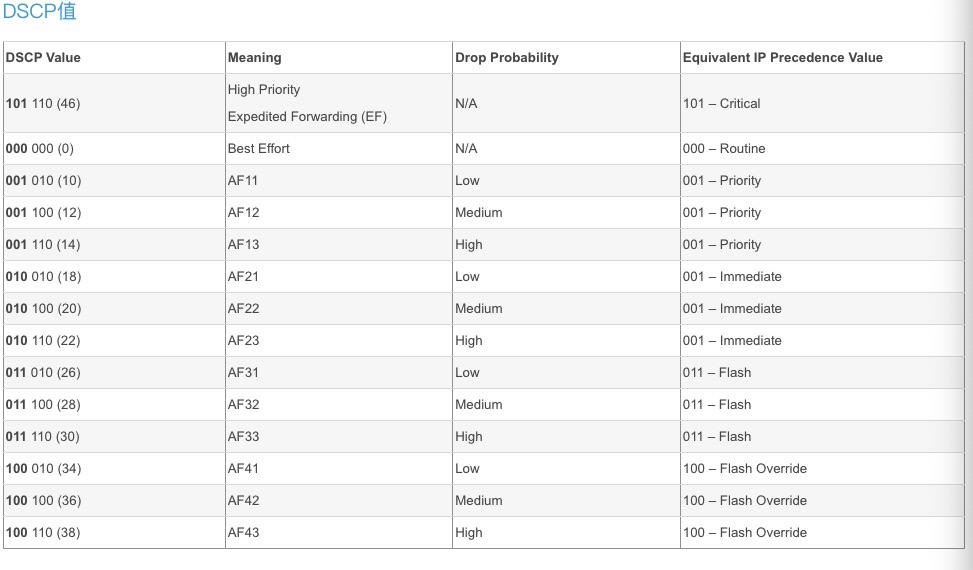 DSCP值
DSCP Value Meaning Drop Probability Equivalent IP Precedence Value
101 110 (46) High Priority Expedited Forwarding (EF) N/A 101 – Critical
000 000 (0) Best Effort N/A 000 – Routine
001 010 (10) AF11 Low 001 – Priority
001 100 (12) AF12 Medium 001 – Priority
001 110 (14) AF13 High 001 – Priority
010 010 (18) AF21 Low 001 – Immediate
010 100 (20) AF22 Medium 001 – Immediate
010 110 (22) AF23 High 001 – Immediate
011 010 (26) AF31 Low 011 – Flash
011 100 (28) AF32 Medium 011 – Flash
011 110 (30) AF33 High 011 – Flash
100 010 (34) AF41 Low 100 – Flash Override
100 100 (36) AF42 Medium 100 – Flash Override
100 110 (38) AF43 High 100 – Flash Override